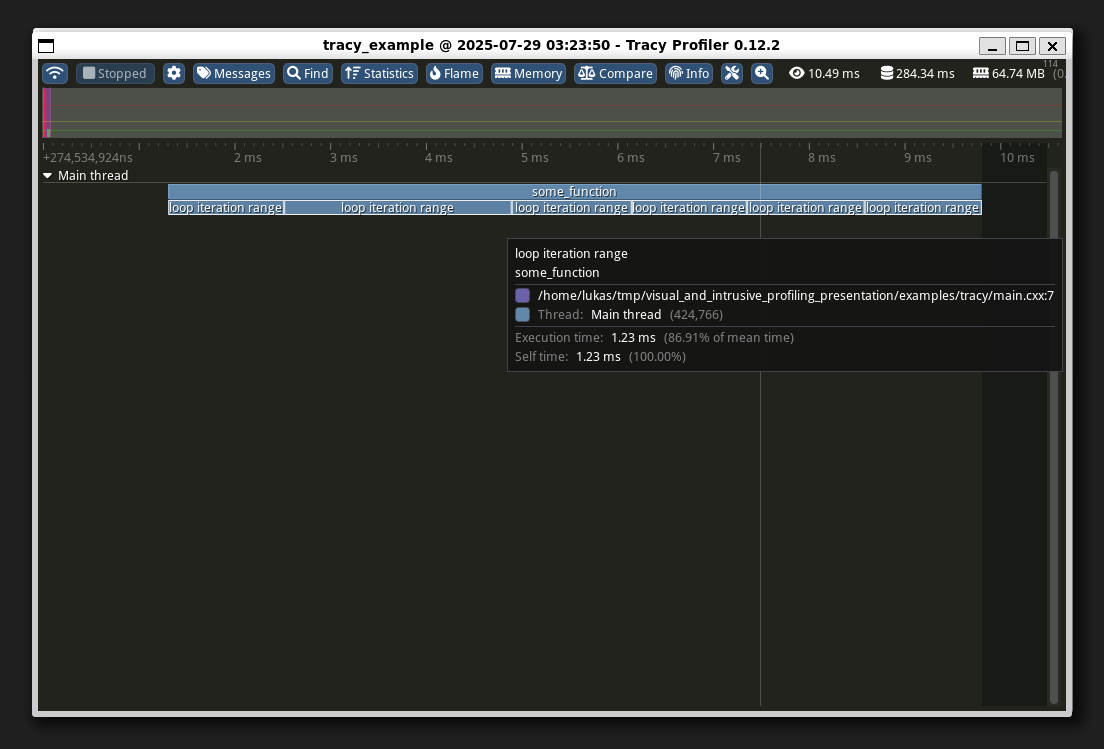 tracy_example @ 2025-07-29 03:23:50 - Tracy Profiler 0.12.2
Stopped Messages Find Statistics Flame Memory Compare Info 10.49 ms 284.34 ms 64.74 MB (0. 114
+274,534,924ns 2 ms 3 ms 4 ms 5 ms 6 ms 7 ms 8 ms 9 ms 10 ms
Main thread
some_function
loop iteration range loop iteration range loop iteration range loop iteration range loop iteration range loop iteration range
loop iteration range
some_function
/home/lukas/tmp/visual_and_intrusive_profiling_presentation/examples/tracy/main.cxx:7
Thread: Main thread (424,766)
Execution time: 1.23 ms (86.91% of mean time)
Self time: 1.23 ms (100.00%)